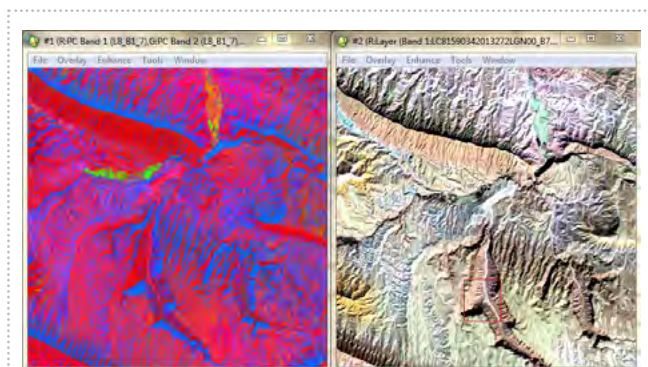 #1 (R:PC Band 1 (L8_B1_7),G:PC Band 2 (L8_B1_7),...
File Overlay Enhance Tools Window
#2 (R:Layer (Band 1:LC81590342013272LGN00_B7...
File Overlay Enhance Tools Window